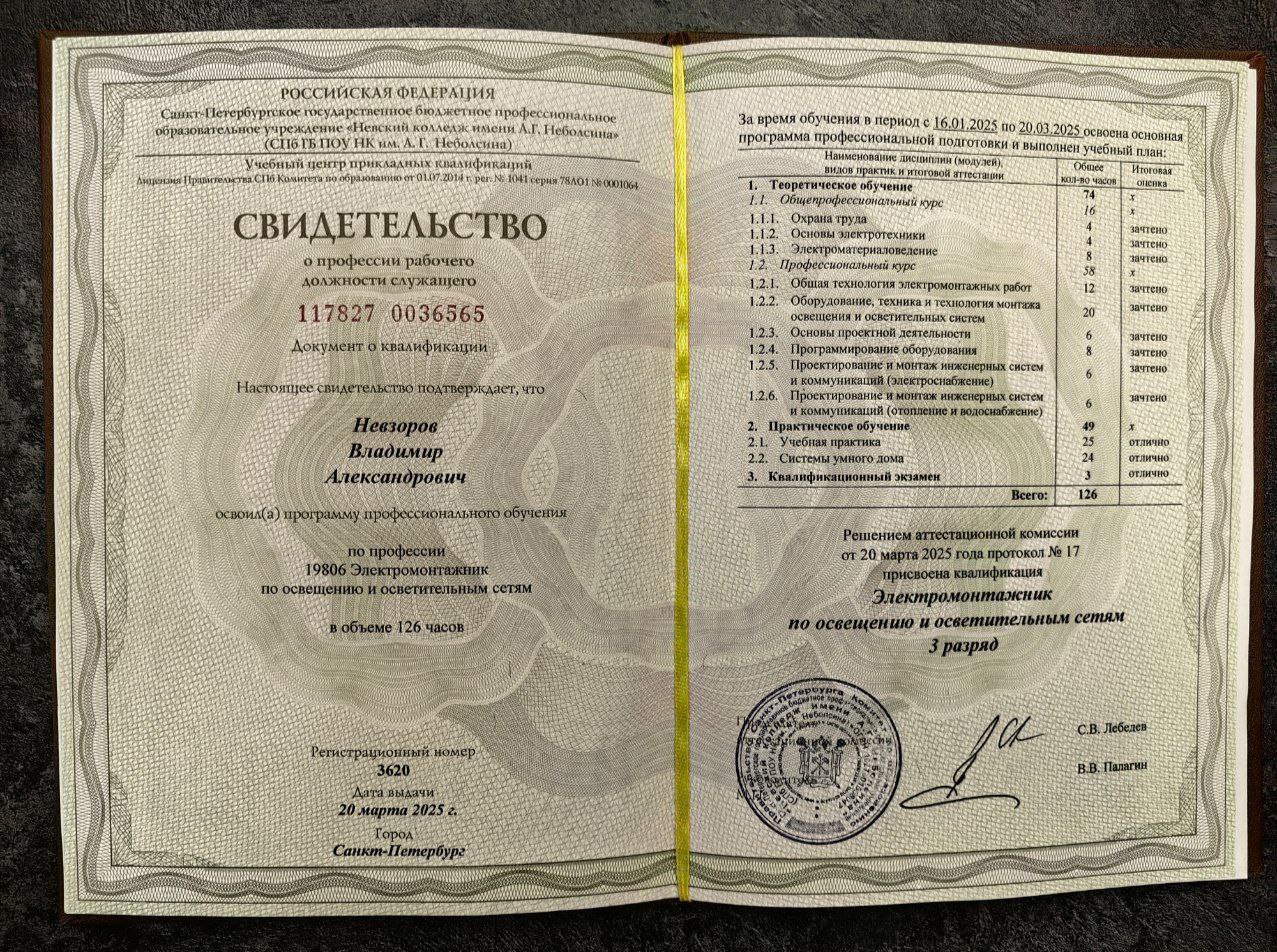 РОССИЙСКАЯ ФЕДЕРАЦИЯ
Санкт-Петербургское государственное бюджетное профессиональное
образовательное учреждение «Невский колледж имени А.Г. Неболсина»
(СПб ГБ ПОУ НК им. А. Г. Неболсина)
Учебный центр прикладных квалификаций
Лицензия Правительства СПб Комитета по образованию от 01.07.2014 г. рег. № 1041 серия 78ЛО1 № 0001064
СВИДЕТЕЛЬСТВО
о профессии рабочего
должности служащего
117827 0036565
Документ о квалификации
Настоящее свидетельство подтверждает, что
Невзоров
Владимир
Александрович
освоил(а) программу профессионального обучения
по профессии
19806 Электромонтажник
по освещению и осветительным сетям
в объеме 126 часов
Регистрационный номер
3620
Дата выдачи
20 марта 2025 г.
Город
Санкт-Петербург
За время обучения в период с 16.01.2025 по 20.03.2025 освоена основная
программа профессиональной подготовки и выполнен учебный план:
Наименование дисциплин (модулей), видов практик и итоговой аттестации Общее кол-во часов Итоговая оценка
1. Теоретическое обучение 74 x
1.1. Общепрофессиональный курс 16 x
1.1.1. Охрана труда 4 зачтено
1.1.2. Основы электротехники 4 зачтено
1.1.3. Электроматериаловедение 8 зачтено
1.2. Профессиональный курс 58 x
1.2.1. Общая технология электромонтажных работ 12 зачтено
1.2.2. Оборудование, техника и технология монтажа
освещения и осветительных систем 20 зачтено
1.2.3. Основы проектной деятельности 6 зачтено
1.2.4. Программирование оборудования 8 зачтено
1.2.5. Проектирование и монтаж инженерных систем
и коммуникаций (электроснабжение) 6 зачтено
1.2.6. Проектирование и монтаж инженерных систем
и коммуникаций (отопление и водоснабжение) 6 зачтено
2. Практическое обучение 49 x
2.1. Учебная практика 25 отлично
2.2. Системы умного дома 24 отлично
3. Квалификационный экзамен 3 отлично
Всего: 126
Решением аттестационной комиссии
от 20 марта 2025 года протокол № 17
присвоена квалификация
Электромонтажник
по освещению и осветительным сетям
3 разряд
С.В. Лебедев
В.В. Палагин